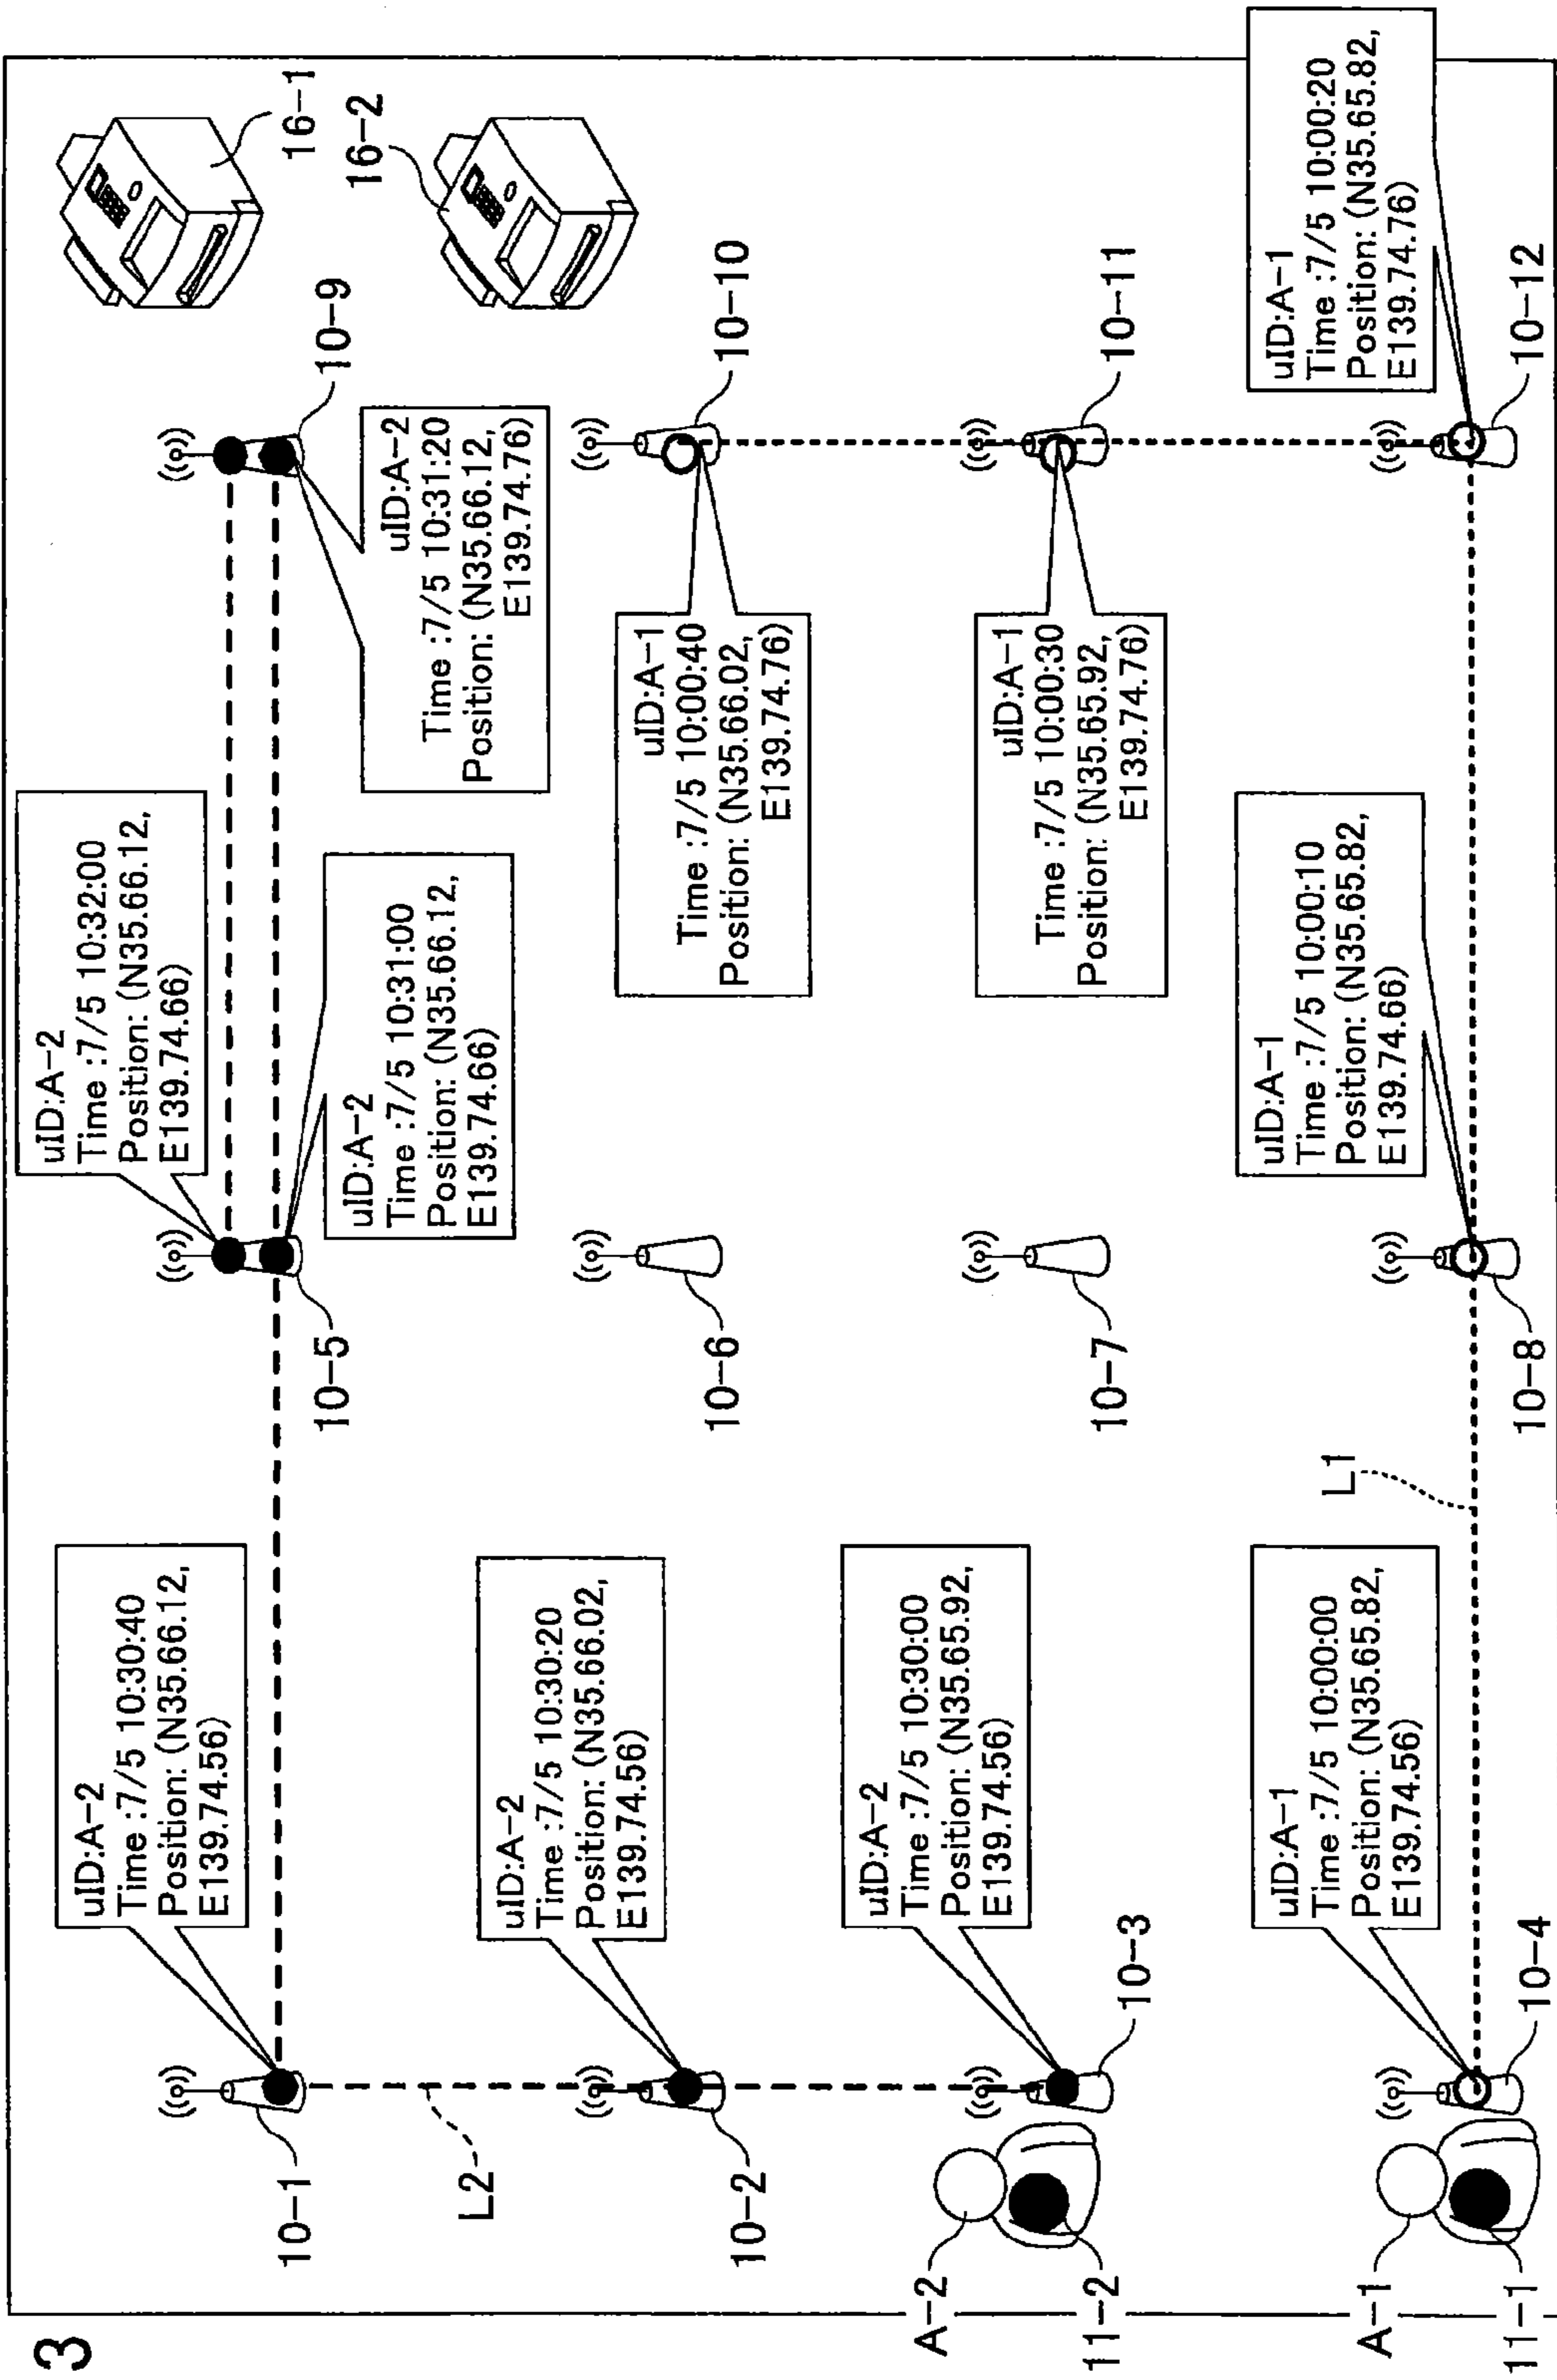 3
16-1
16-2
10-9
10-10
10-11
10-12
uID:A-2
Time :7/5 10:32:00
Position: (N35.66.12,
E139.74.66)
uID:A-2
Time :7/5 10:31:00
Position: (N35.66.12,
E139.74.66)
uID:A-2
Time :7/5 10:31:20
Position: (N35.66.12,
E139.74.76)
uID:A-1
Time :7/5 10:00:40
Position: (N35.66.02,
E139.74.76)
uID:A-1
Time :7/5 10:00:30
Position: (N35.65.92,
E139.74.76)
uID:A-1
Time :7/5 10:00:20
Position: (N35.65.82,
E139.74.76)
uID:A-1
Time :7/5 10:00:10
Position: (N35.65.82,
E139.74.66)
10-5
10-6
10-7
10-8
L1
uID:A-2
Time :7/5 10:30:40
Position: (N35.66.12,
E139.74.56)
uID:A-2
Time :7/5 10:30:20
Position: (N35.66.02,
E139.74.56)
uID:A-2
Time :7/5 10:30:00
Position: (N35.65.92,
E139.74.56)
uID:A-1
Time :7/5 10:00:00
Position: (N35.65.82,
E139.74.56)
10-1
L2
10-2
10-3
10-4
A-2
11-2
A-1
11-1